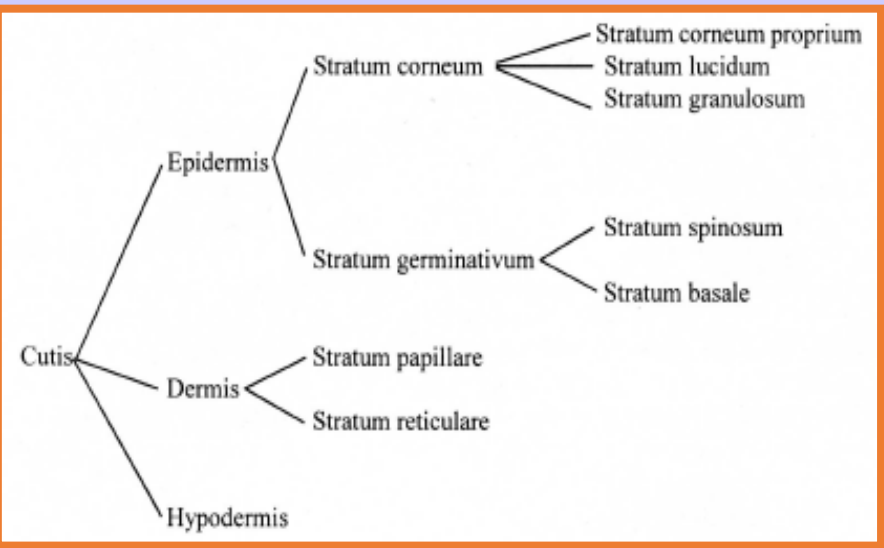 Stratum corneum proprium
Stratum corneum
Stratum lucidum
Stratum granulosum
Epidermis
Stratum spinosum
Stratum germinativum
Stratum basale
Cutis
Stratum papillare
Dermis
Stratum reticulare
Hypodermis